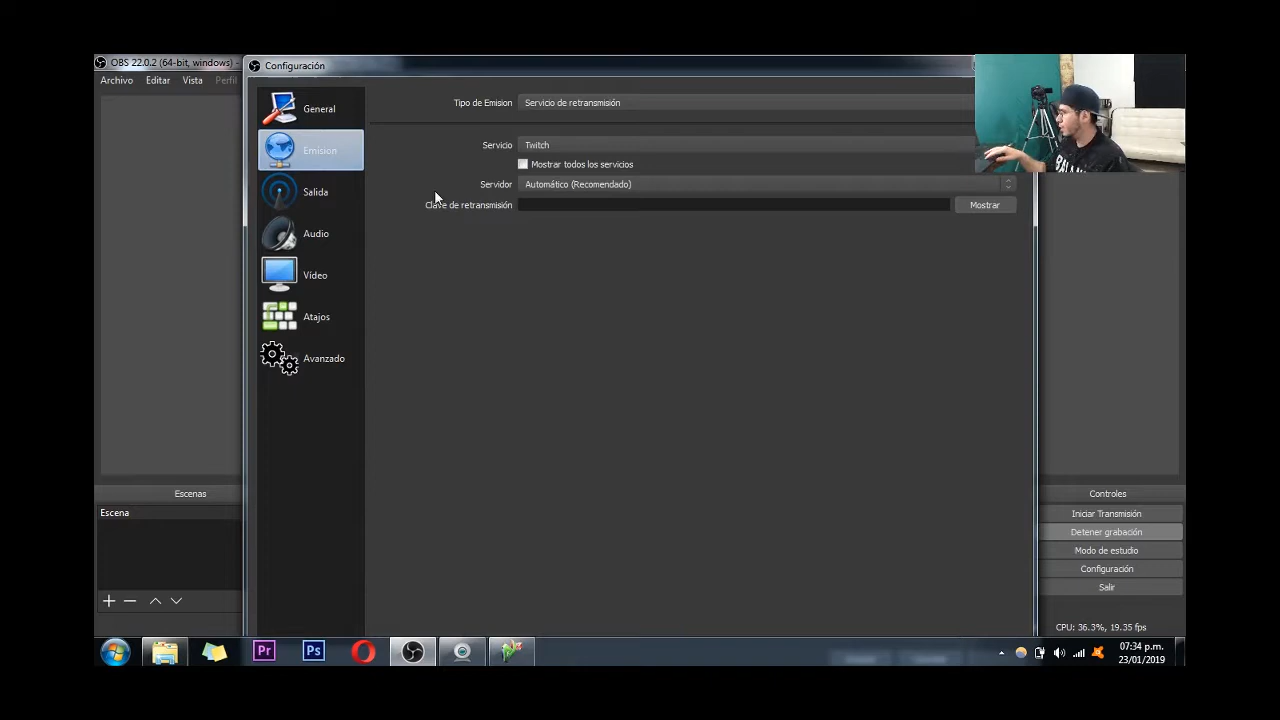 OBS 22.0.2 (64-bit, windows) -
Configuración
Archivo Editar Vista Perfil
General
Emision
Salida
Audio
Vídeo
Atajos
Avanzado
Tipo de Emision Servicio de retransmisión
Servicio Twitch
Mostrar todos los servicios
Servidor Automático (Recomendado)
Clave de retransmisión Mostrar
Escenas
Escena
Controles
Iniciar Transmisión
Detener grabación
Modo de estudio
Configuración
Salir
CPU: 36.3%, 19.35 fps
Pr Ps
07:34 p.m.
23/01/2019